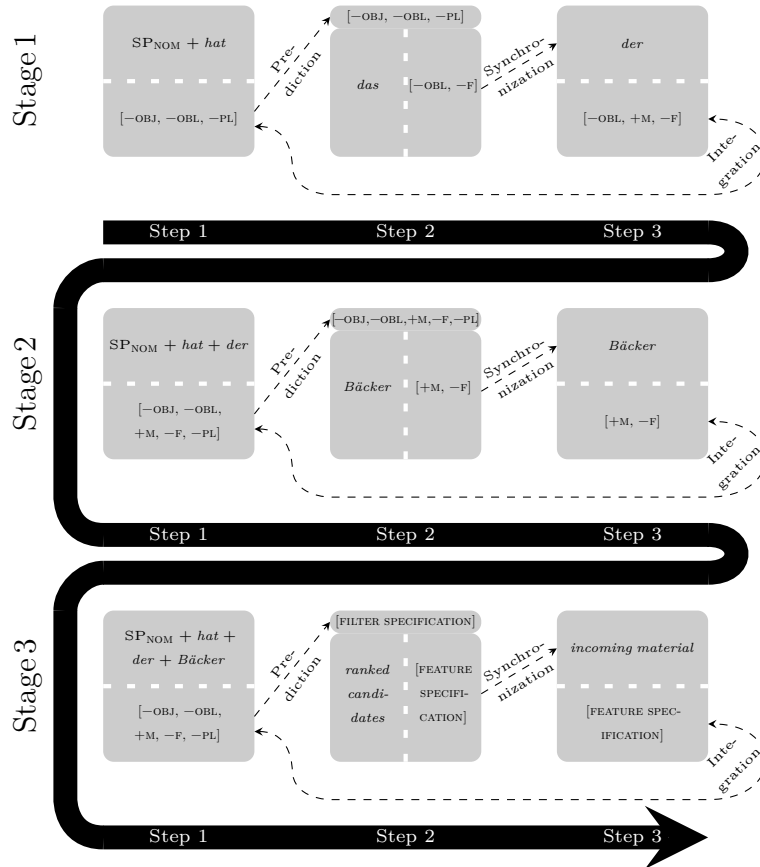 Stage 1
SP_NOM + hat
[−OBJ, −OBL, −PL]
Pre-
diction
[−OBJ, −OBL, −PL]
das
[−OBL, −F]
Synchro-
nization
der
[−OBL, +M, −F]
Inte-
gration
Step 1
Step 2
Step 3
Stage 2
SP_NOM + hat + der
[−OBJ, −OBL,
+M, −F, −PL]
Pre-
diction
[−OBJ,−OBL,+M,−F,−PL]
Bäcker
[+M, −F]
Synchro-
nization
Bäcker
[+M, −F]
Inte-
gration
Step 1
Step 2
Step 3
Stage 3
SP_NOM + hat +
der + Bäcker
[−OBJ, −OBL,
+M, −F, −PL]
Pre-
diction
[FILTER SPECIFICATION]
ranked
candi-
dates
[FEATURE
SPECIFI-
CATION]
Synchro-
nization
incoming material
[FEATURE SPEC-
IFICATION]
Inte-
gration
Step 1
Step 2
Step 3